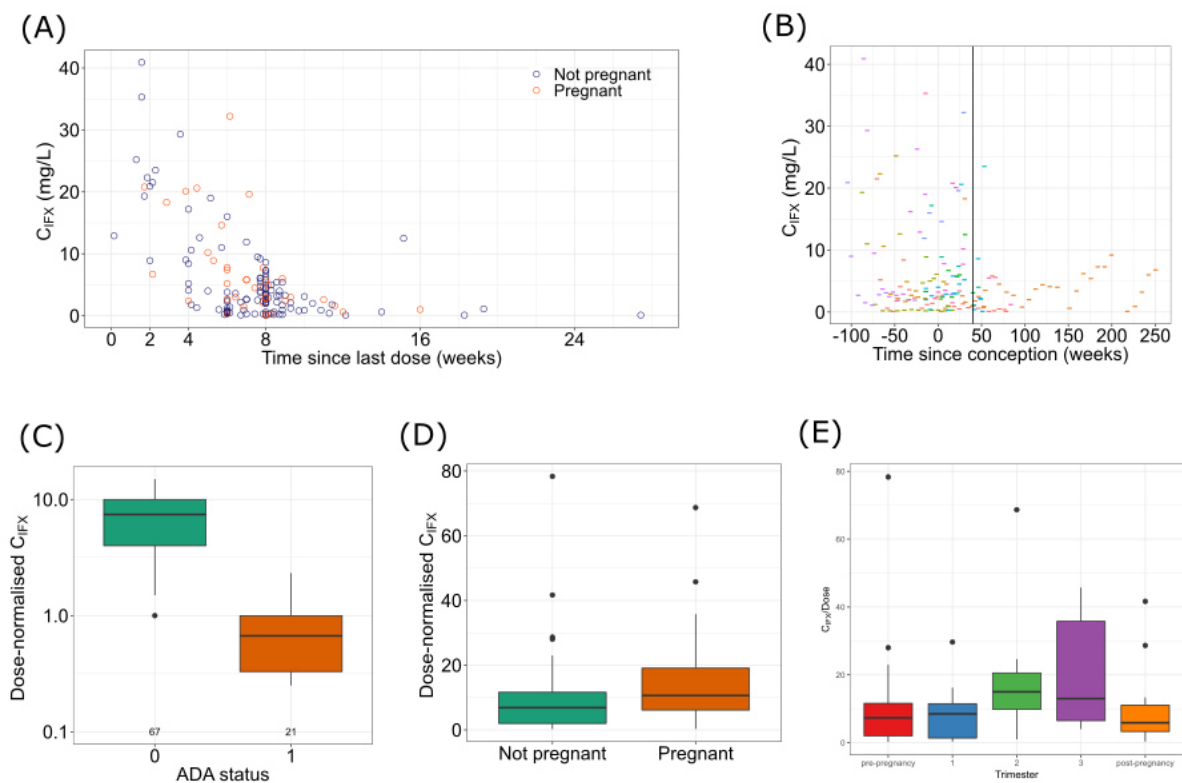 (A)
40
30
20
10
0
C_IFX (mg/L)
Not pregnant
Pregnant
0 2 4 8 16 24
Time since last dose (weeks)
(B)
40
30
20
10
0
C_IFX (mg/L)
-100 -50 0 50 100 150 200 250
Time since conception (weeks)
(C)
10.0
1.0
0.1
Dose-normalised C_IFX
67 21
0 1
ADA status
(D)
80
60
40
20
0
Dose-normalised C_IFX
Not pregnant Pregnant
(E)
80
60
40
20
0
C_IFX/Dose
pre-pregnancy 1 2 3 post-pregnancy
Trimester